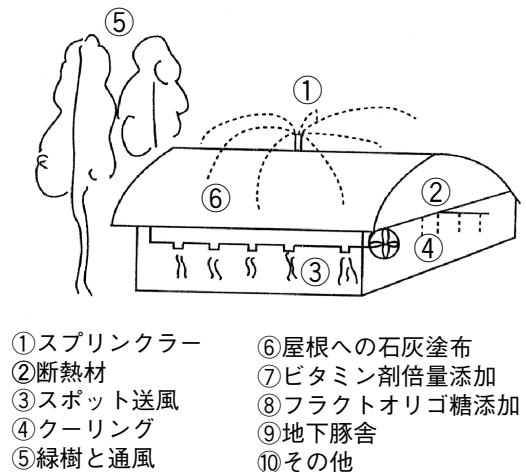 ⑤
①
⑥
②
④
③
①スプリンクラー
②断熱材
③スポット送風
④クーリング
⑤緑樹と通風
⑥屋根への石灰塗布
⑦ビタミン剤倍量添加
⑧フラクトオリゴ糖添加
⑨地下豚舎
⑩その他